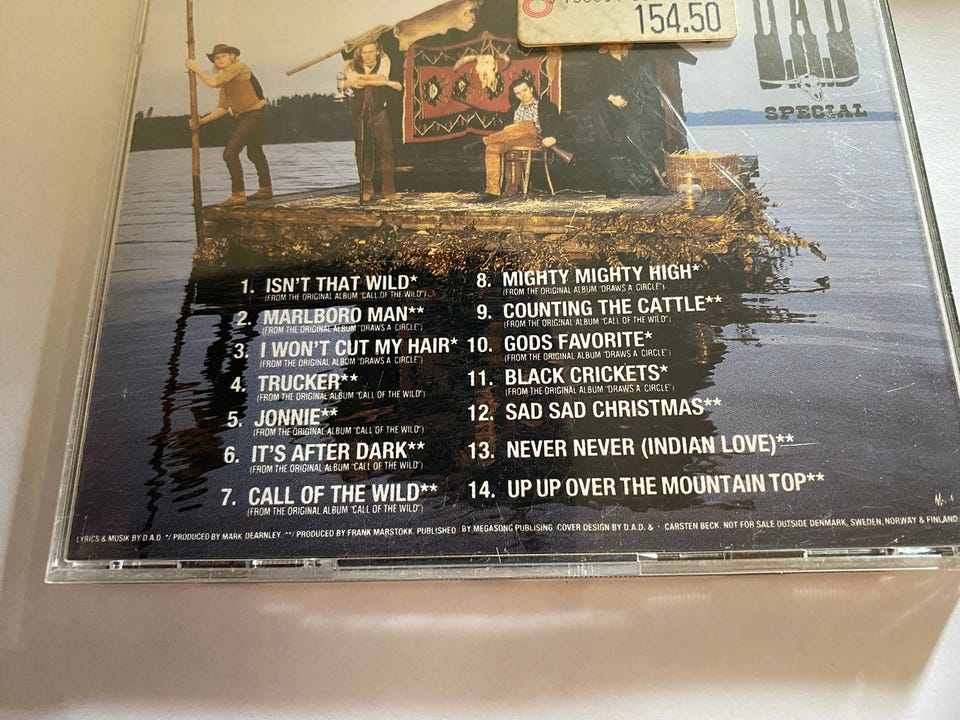 154.50
D.A.D
SPECIAL
1. ISN'T THAT WILD*
(FROM THE ORIGINAL ALBUM "CALL OF THE WILD")
2. MARLBORO MAN**
(FROM THE ORIGINAL ALBUM "DRAWS A CIRCLE")
3. I WON'T CUT MY HAIR*
(FROM THE ORIGINAL ALBUM "DRAWS A CIRCLE")
4. TRUCKER**
(FROM THE ORIGINAL ALBUM "CALL OF THE WILD")
5. JONNIE**
(FROM THE ORIGINAL ALBUM "CALL OF THE WILD")
6. IT'S AFTER DARK**
(FROM THE ORIGINAL ALBUM "CALL OF THE WILD")
7. CALL OF THE WILD**
(FROM THE ORIGINAL ALBUM "CALL OF THE WILD")
8. MIGHTY MIGHTY HIGH*
(FROM THE ORIGINAL ALBUM "DRAWS A CIRCLE")
9. COUNTING THE CATTLE**
(FROM THE ORIGINAL ALBUM "CALL OF THE WILD")
10. GODS FAVORITE*
(FROM THE ORIGINAL ALBUM "DRAWS A CIRCLE")
11. BLACK CRICKETS*
(FROM THE ORIGINAL ALBUM "DRAWS A CIRCLE")
12. SAD SAD CHRISTMAS**
13. NEVER NEVER (INDIAN LOVE)**
14. UP UP OVER THE MOUNTAIN TOP**
LYRICS & MUSIK BY D.A.D. */ PRODUCED BY MARK DEARNLEY. **/ PRODUCED BY FRANK MARSTOKK. PUBLISHED BY MEGASONG PUBLISING. COVER DESIGN BY D.A.D. & CARSTEN BECK. NOT FOR SALE OUTSIDE DENMARK, SWEDEN, NORWAY & FINLAND